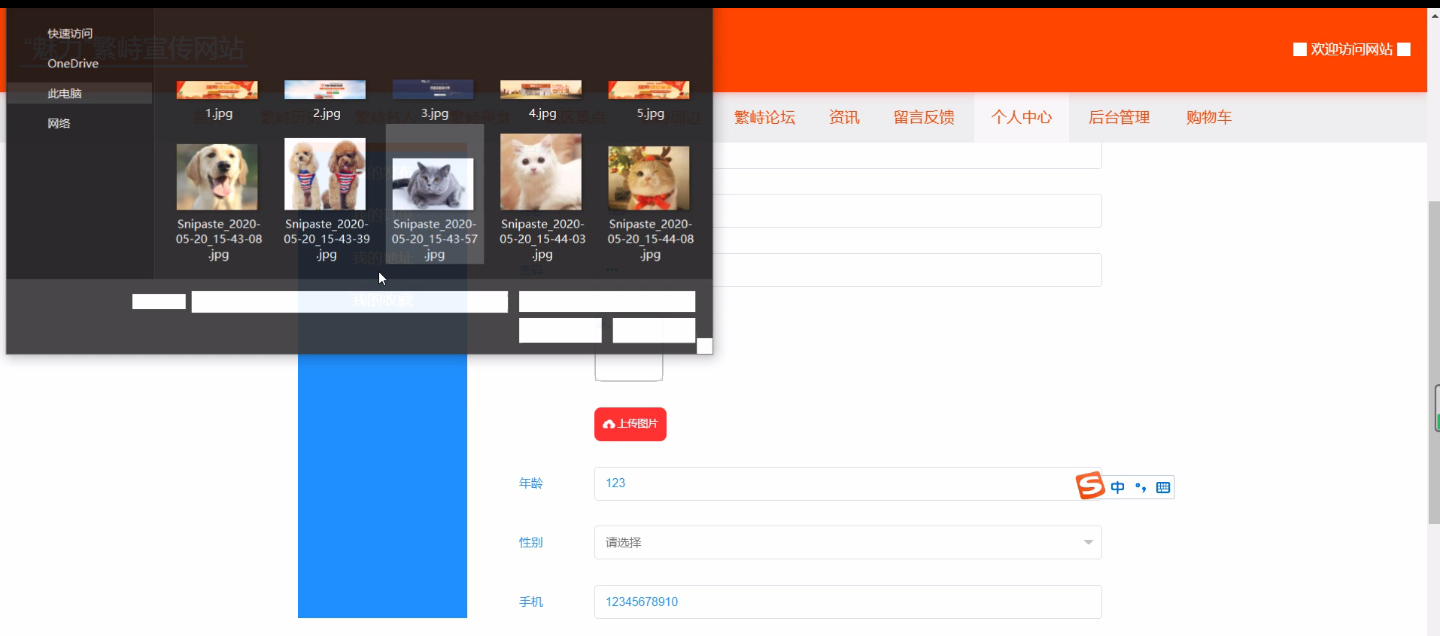 快速访问
“魅力”繁峙宣传网站
欢迎访问网站
OneDrive
此电脑
网络
1.jpg
2.jpg
3.jpg
4.jpg
5.jpg
繁峙论坛
资讯
留言反馈
个人中心
后台管理
购物车
Snipaste_2020-
05-20_15-43-08
.jpg
Snipaste_2020-
05-20_15-43-39
.jpg
Snipaste_2020-
05-20_15-43-57
.jpg
Snipaste_2020-
05-20_15-44-03
.jpg
Snipaste_2020-
05-20_15-44-08
.jpg
我的地址
我的收藏
上传图片
年龄
123
中
性别
请选择
手机
12345678910